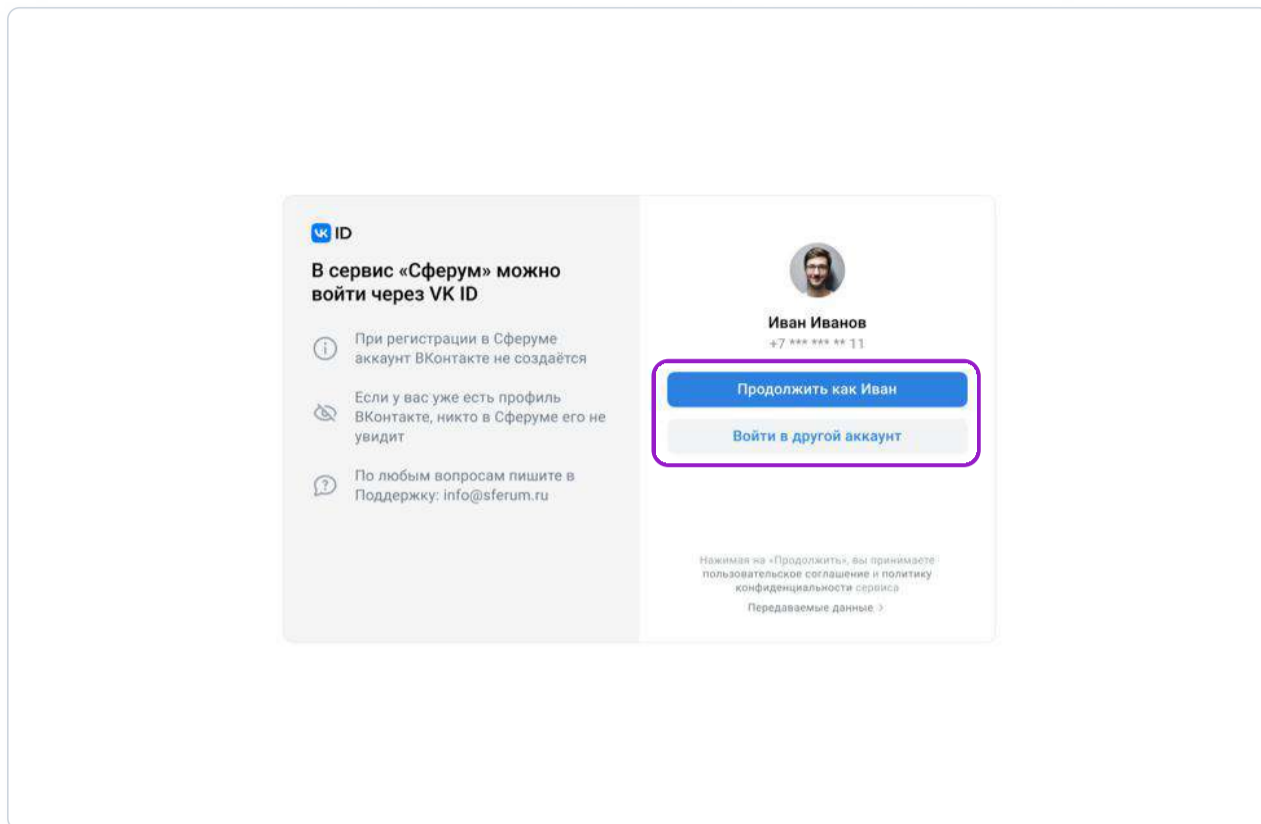 VK ID
В сервис «Сферум» можно
войти через VK ID
При регистрации в Сферуме
аккаунт ВКонтакте не создаётся
Если у вас уже есть профиль
ВКонтакте, никто в Сферуме его не
увидит
По любым вопросам пишите в
Поддержку: info@sferum.ru
Иван Иванов
+7 *** *** ** 11
Продолжить как Иван
Войти в другой аккаунт
Нажимая на «Продолжить», вы принимаете
пользовательское соглашение и политику
конфиденциальности сервиса
Передаваемые данные >